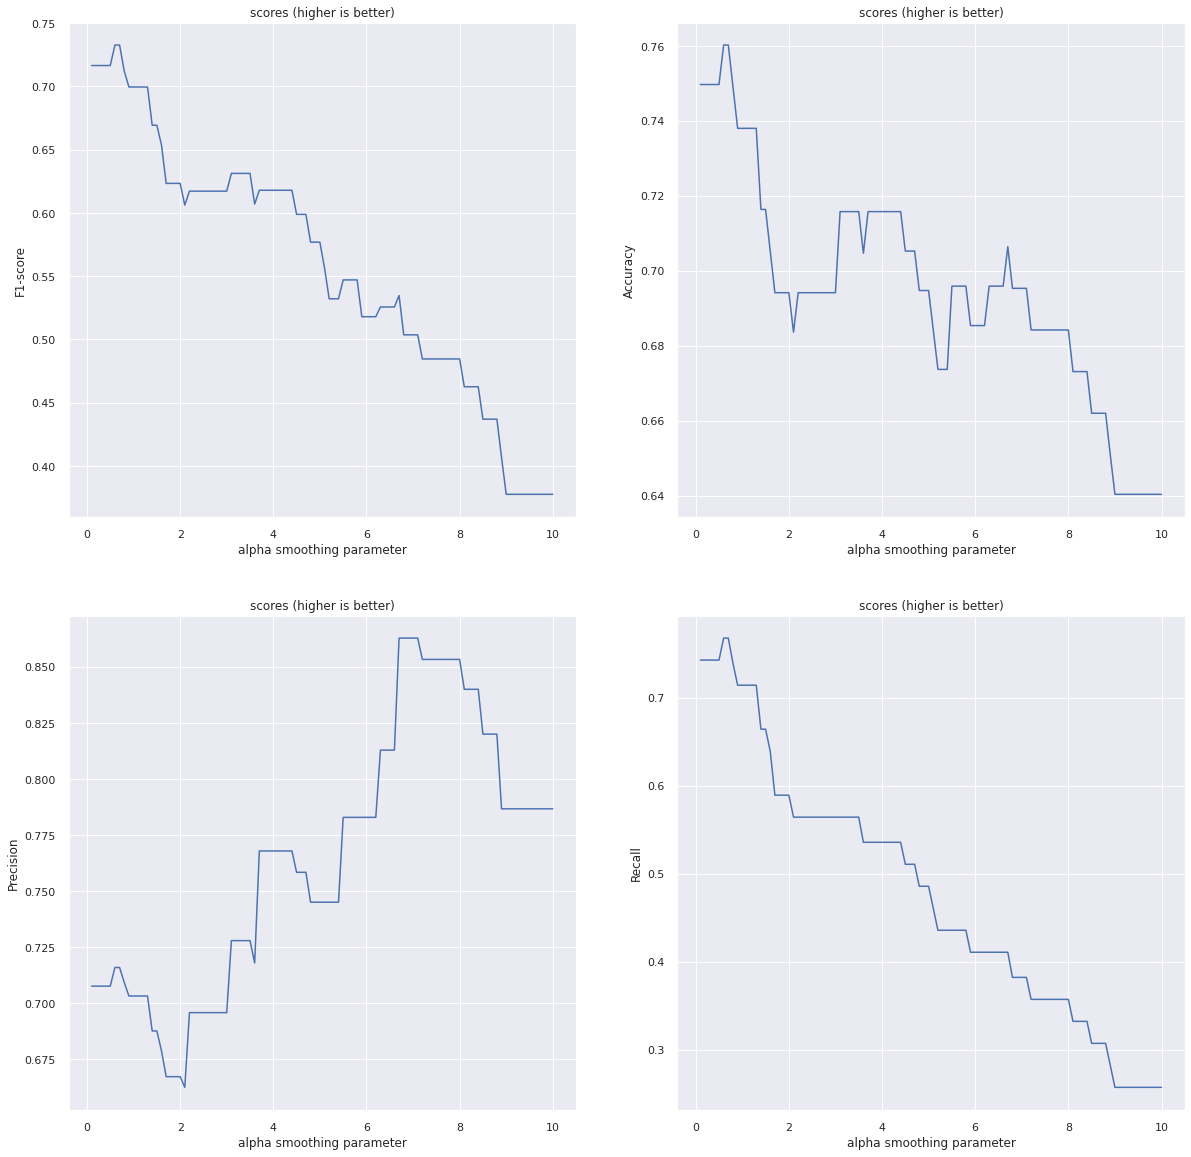 scores (higher is better)
F1-score
0.75
0.70
0.65
0.60
0.55
0.50
0.45
0.40
0 2 4 6 8 10
alpha smoothing parameter
scores (higher is better)
Accuracy
0.76
0.74
0.72
0.70
0.68
0.66
0.64
0 2 4 6 8 10
alpha smoothing parameter
scores (higher is better)
Precision
0.850
0.825
0.800
0.775
0.750
0.725
0.700
0.675
0 2 4 6 8 10
alpha smoothing parameter
scores (higher is better)
Recall
0.7
0.6
0.5
0.4
0.3
0 2 4 6 8 10
alpha smoothing parameter